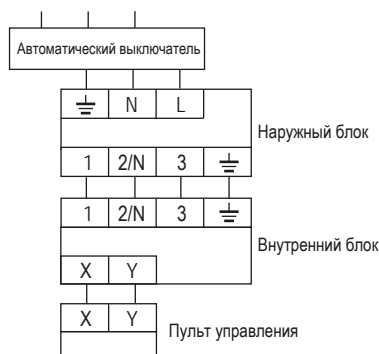 Автоматический выключатель
N L
Наружный блок
1 2/N 3
1 2/N 3
Внутренний блок
X Y
X Y
Пульт управления